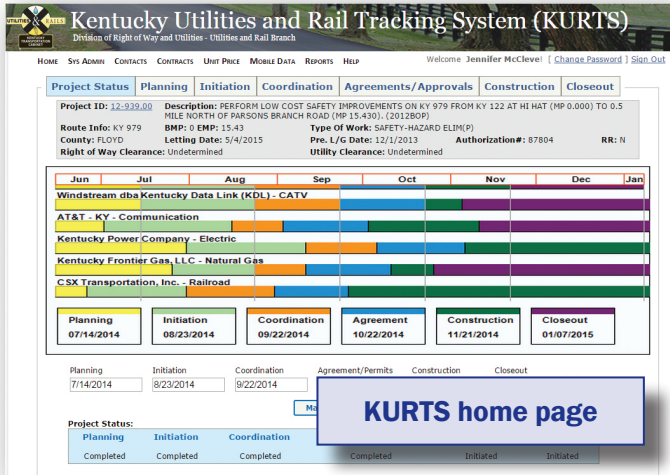 UTILITIES & RAILS
KENTUCKY
TRANSPORTATION
CABINET
Kentucky Utilities and Rail Tracking System (KURTS)
Division of Right of Way and Utilities - Utilities and Rail Branch
HOME SYS ADMIN CONTACTS CONTRACTS UNIT PRICE MOBILE DATA REPORTS HELP Welcome Jennifer McCleve! [ Change Password ] Sign Out
Project Status Planning Initiation Coordination Agreements/Approvals Construction Closeout
Project ID: 12-939.00 Description: PERFORM LOW COST SAFETY IMPROVEMENTS ON KY 979 FROM KY 122 AT HI HAT (MP 0.000) TO 0.5
MILE NORTH OF PARSONS BRANCH ROAD (MP 15.430). (2012BOP)
Route Info: KY 979 BMP: 0 EMP: 15.43 Type Of Work: SAFETY-HAZARD ELIM(P)
County: FLOYD Letting Date: 5/4/2015 Pre. L/G Date: 12/1/2013 Authorization#: 87804 RR: N
Right of Way Clearance: Undetermined Utility Clearance: Undetermined
Jun Jul Aug Sep Oct Nov Dec Jan
Windstream dba Kentucky Data Link (KDL) - CATV
AT&T - KY - Communication
Kentucky Power Company - Electric
Kentucky Frontier Gas, LLC - Natural Gas
CSX Transportation, Inc. - Railroad
Planning Initiation Coordination Agreement Construction Closeout
07/14/2014 08/23/2014 09/22/2014 10/22/2014 11/21/2014 01/07/2015
Planning Initiation Coordination Agreement/Permits Construction Closeout
7/14/2014 8/23/2014 9/22/2014
Ma
KURTS home page
Project Status:
Planning Initiation Coordination
Completed Completed Completed Completed Initiated Initiated